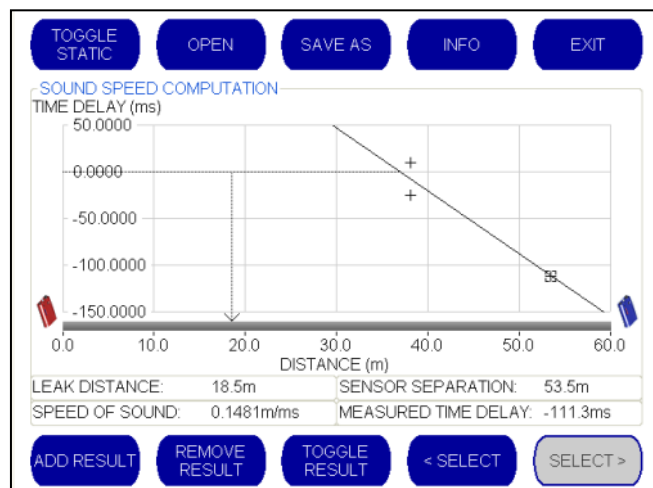 TOGGLE
STATIC
OPEN
SAVE AS
INFO
EXIT
SOUND SPEED COMPUTATION
TIME DELAY (ms)
50.0000
0.0000
-50.0000
-100.0000
-150.0000
0.0 10.0 20.0 30.0 40.0 50.0 60.0
DISTANCE (m)
LEAK DISTANCE: 18.5m SENSOR SEPARATION: 53.5m
SPEED OF SOUND: 0.1481m/ms MEASURED TIME DELAY: -111.3ms
ADD RESULT
REMOVE
RESULT
TOGGLE
RESULT
< SELECT
SELECT >